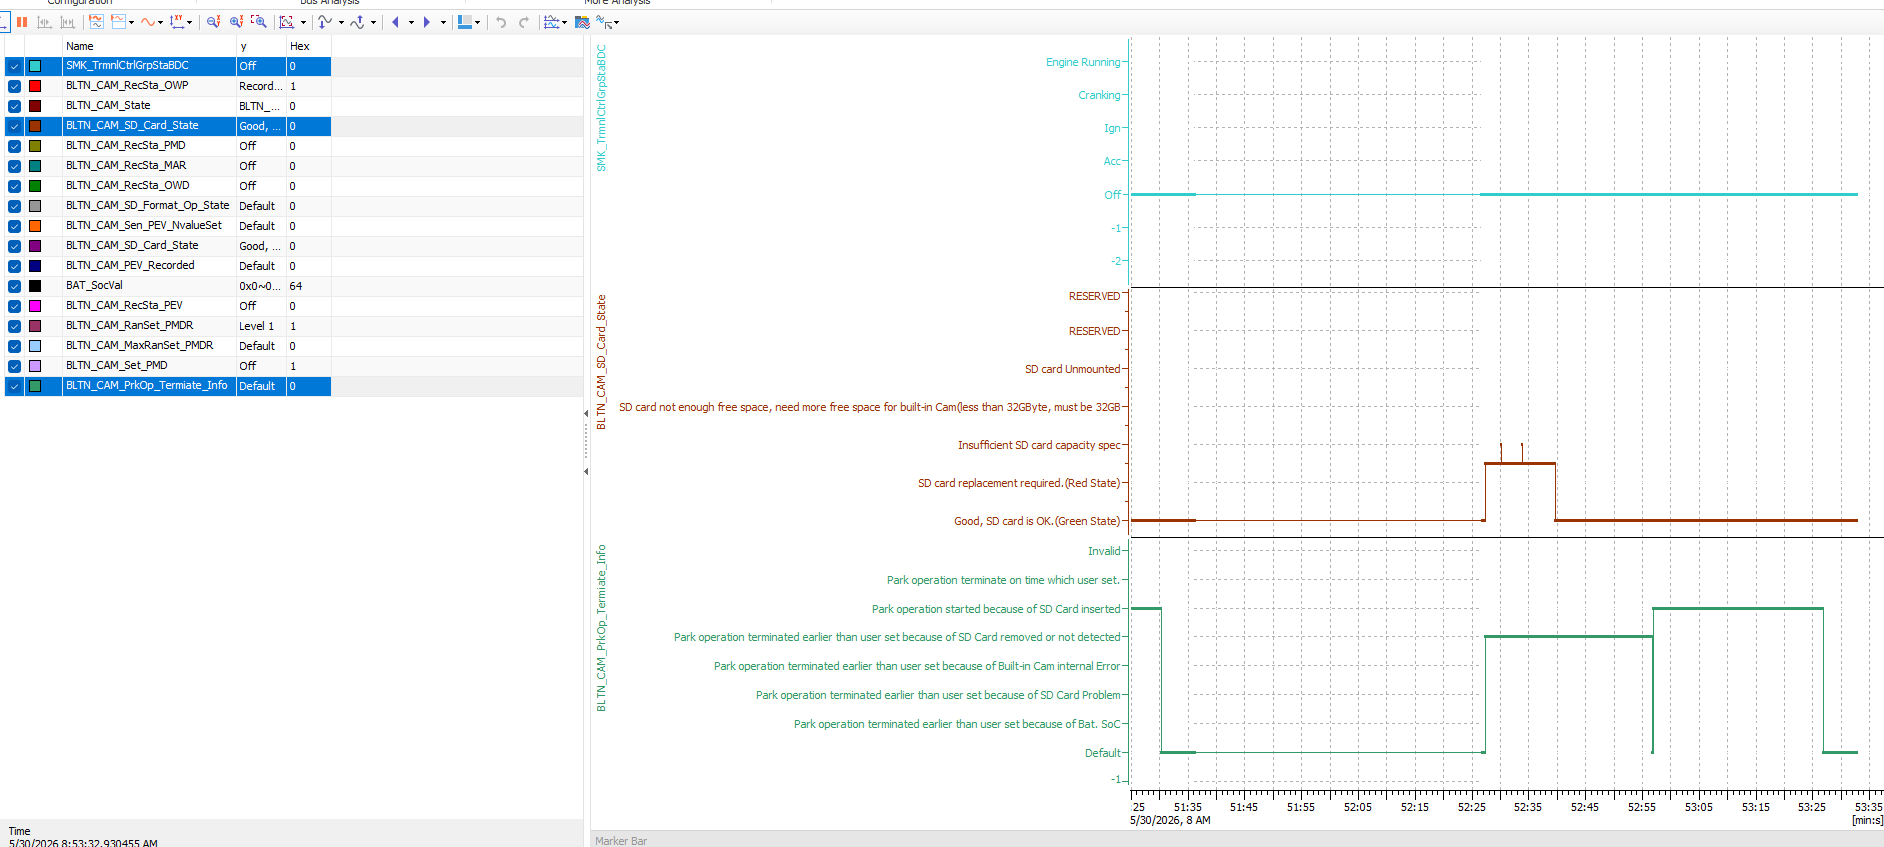 Configuration
Bus Analysis
More Analysis
Name y Hex
SMK_TrmnlCtrlGrpStaBDC Off 0
BLTN_CAM_RecSta_OWP Record... 1
BLTN_CAM_State BLTN_... 0
BLTN_CAM_SD_Card_State Good, ... 0
BLTN_CAM_RecSta_PMD Off 0
BLTN_CAM_RecSta_MAR Off 0
BLTN_CAM_RecSta_OWD Off 0
BLTN_CAM_SD_Format_Op_State Default 0
BLTN_CAM_Sen_PEV_NvalueSet Default 0
BLTN_CAM_SD_Card_State Good, ... 0
BLTN_CAM_PEV_Recorded Default 0
BAT_SocVal 0x0~0... 64
BLTN_CAM_RecSta_PEV Off 0
BLTN_CAM_RanSet_PMDR Level 1 1
BLTN_CAM_MaxRanSet_PMDR Default 0
BLTN_CAM_Set_PMD Off 1
BLTN_CAM_PrkOp_Termiate_Info Default 0
Time
5/30/2026 8:53:32.930455 AM
SMK_TrmnlCtrlGrpStaBDC
Engine Running
Cranking
Ign
Acc
Off
-1
-2
BLTN_CAM_SD_Card_State
RESERVED
RESERVED
SD card Unmounted
SD card not enough free space, need more free space for built-in Cam(less than 32GByte, must be 32GB
Insufficient SD card capacity spec
SD card replacement required.(Red State)
Good, SD card is OK.(Green State)
BLTN_CAM_PrkOp_Termiate_Info
Invalid
Park operation terminate on time which user set.
Park operation started because of SD Card inserted
Park operation terminated earlier than user set because of SD Card removed or not detected
Park operation terminated earlier than user set because of Built-in Cam internal Error
Park operation terminated earlier than user set because of SD Card Problem
Park operation terminated earlier than user set because of Bat. SoC
Default
-1
:25 51:35 51:45 51:55 52:05 52:15 52:25 52:35 52:45 52:55 53:05 53:15 53:25 53:35
5/30/2026, 8 AM [min:s]
Marker Bar